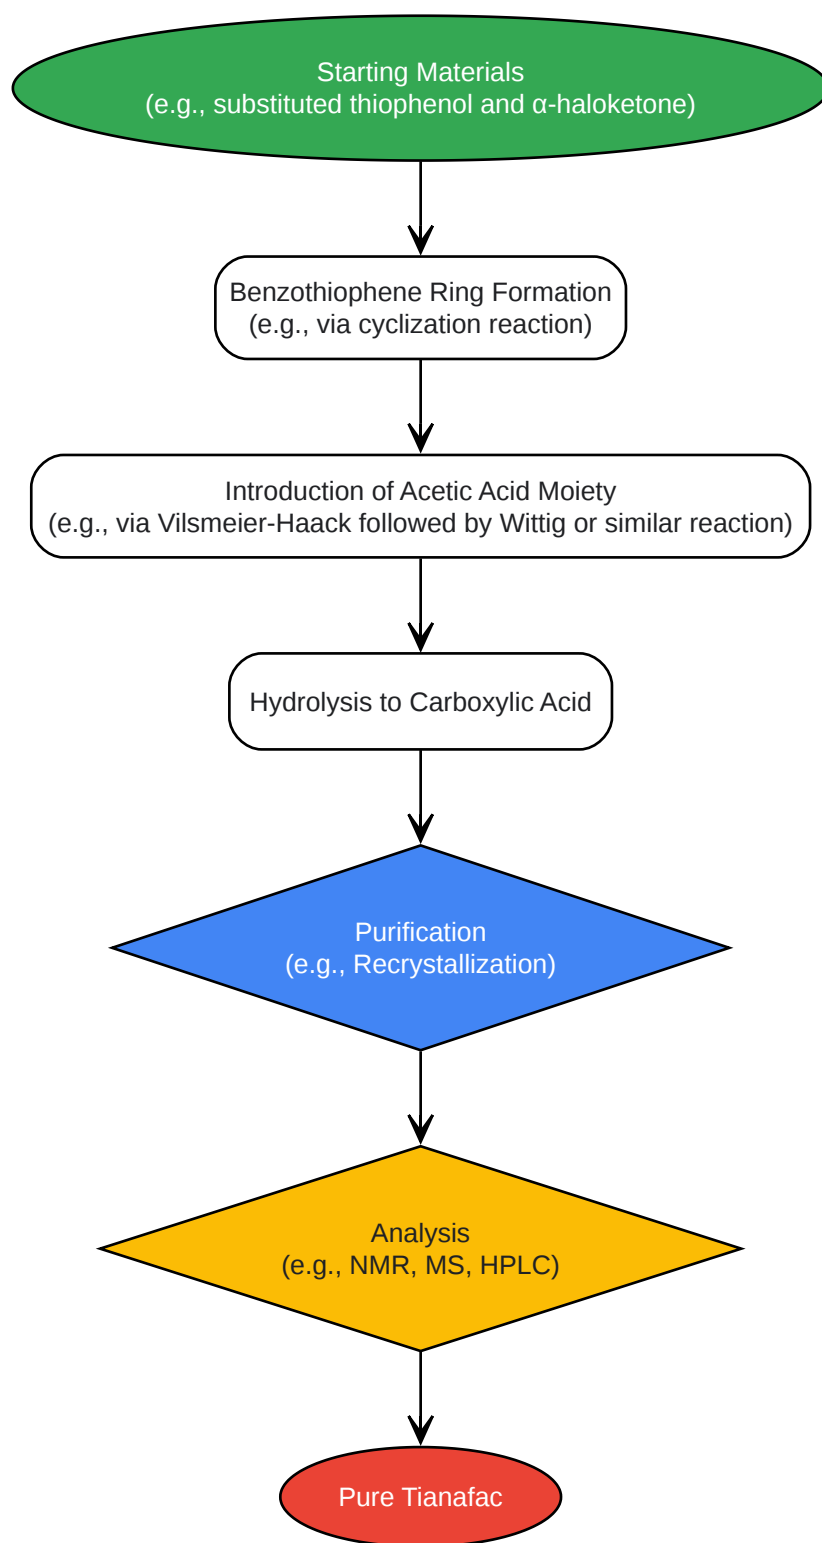 Starting Materials
(e.g., substituted thiophenol and α-haloketone)
Benzothiophene Ring Formation
(e.g., via cyclization reaction)
Introduction of Acetic Acid Moiety
(e.g., via Vilsmeier-Haack followed by Wittig or similar reaction)
Hydrolysis to Carboxylic Acid
Purification
(e.g., Recrystallization)
Analysis
(e.g., NMR, MS, HPLC)
Pure Tianafac